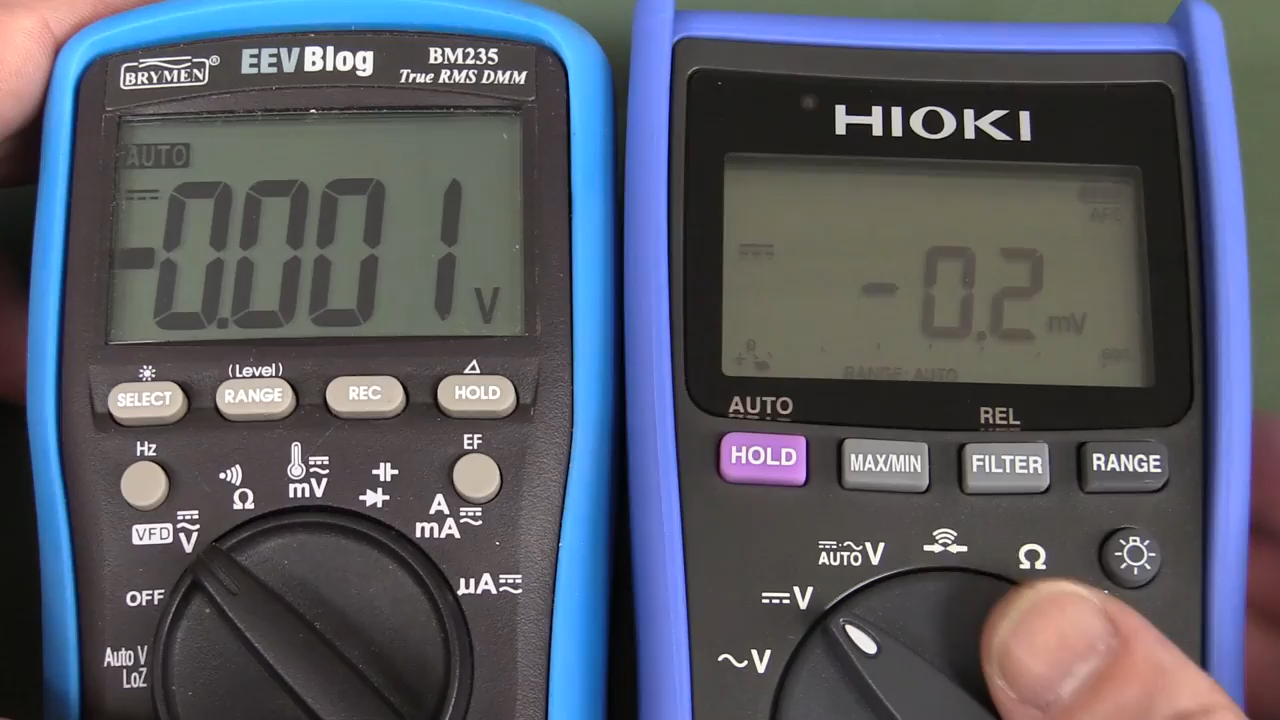 BRYMEN®
EEVBlog
BM235
True RMS DMM
AUTO
-0.001 V
SELECT
(Level)
RANGE
REC
Δ
HOLD
Hz
Ω
mV
EF
A
mA
VFD
V
μA
OFF
Auto V
LoZ
HIOKI
-0.2 mV
RANGE: AUTO
AUTO
HOLD
MAX/MIN
REL
FILTER
RANGE
AUTO V
Ω
V
~V